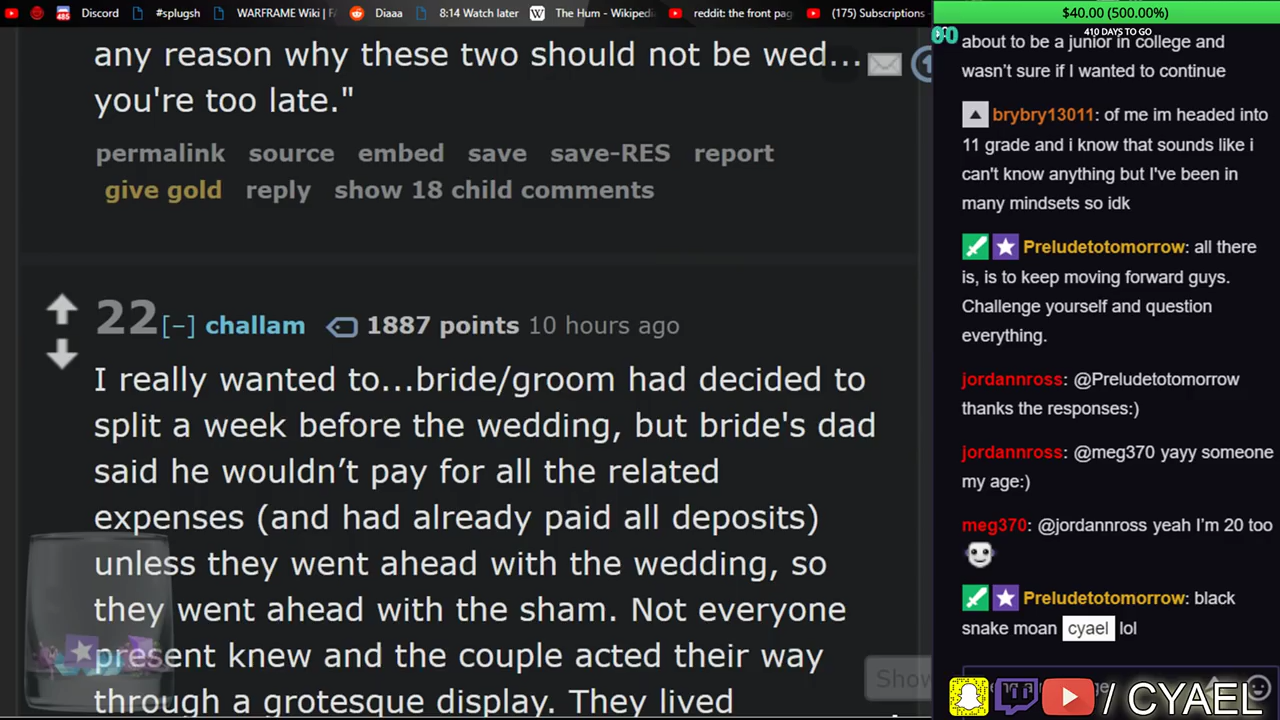 Discord #splugsh WARFRAME Wiki | FA Diaaa 8:14 Watch later The Hum - Wikipedi reddit: the front pag (175) Subscriptions -
any reason why these two should not be wed...
you're too late."
permalink source embed save save-RES report
give gold reply show 18 child comments
22 [–] challam 1887 points 10 hours ago
I really wanted to...bride/groom had decided to
split a week before the wedding, but bride's dad
said he wouldn’t pay for all the related
expenses (and had already paid all deposits)
unless they went ahead with the wedding, so
they went ahead with the sham. Not everyone
present knew and the couple acted their way
through a grotesque display. They lived
$40.00 (500.00%)
410 DAYS TO GO
about to be a junior in college and
wasn’t sure if I wanted to continue
brybry13011: of me im headed into
11 grade and i know that sounds like i
can't know anything but I've been in
many mindsets so idk
Preludetotomorrow: all there
is, is to keep moving forward guys.
Challenge yourself and question
everything.
jordannross: @Preludetotomorrow
thanks the responses:)
jordannross: @meg370 yayy someone
my age:)
meg370: @jordannross yeah I’m 20 too
Preludetotomorrow: black
snake moan cyael lol
/ CYAEL